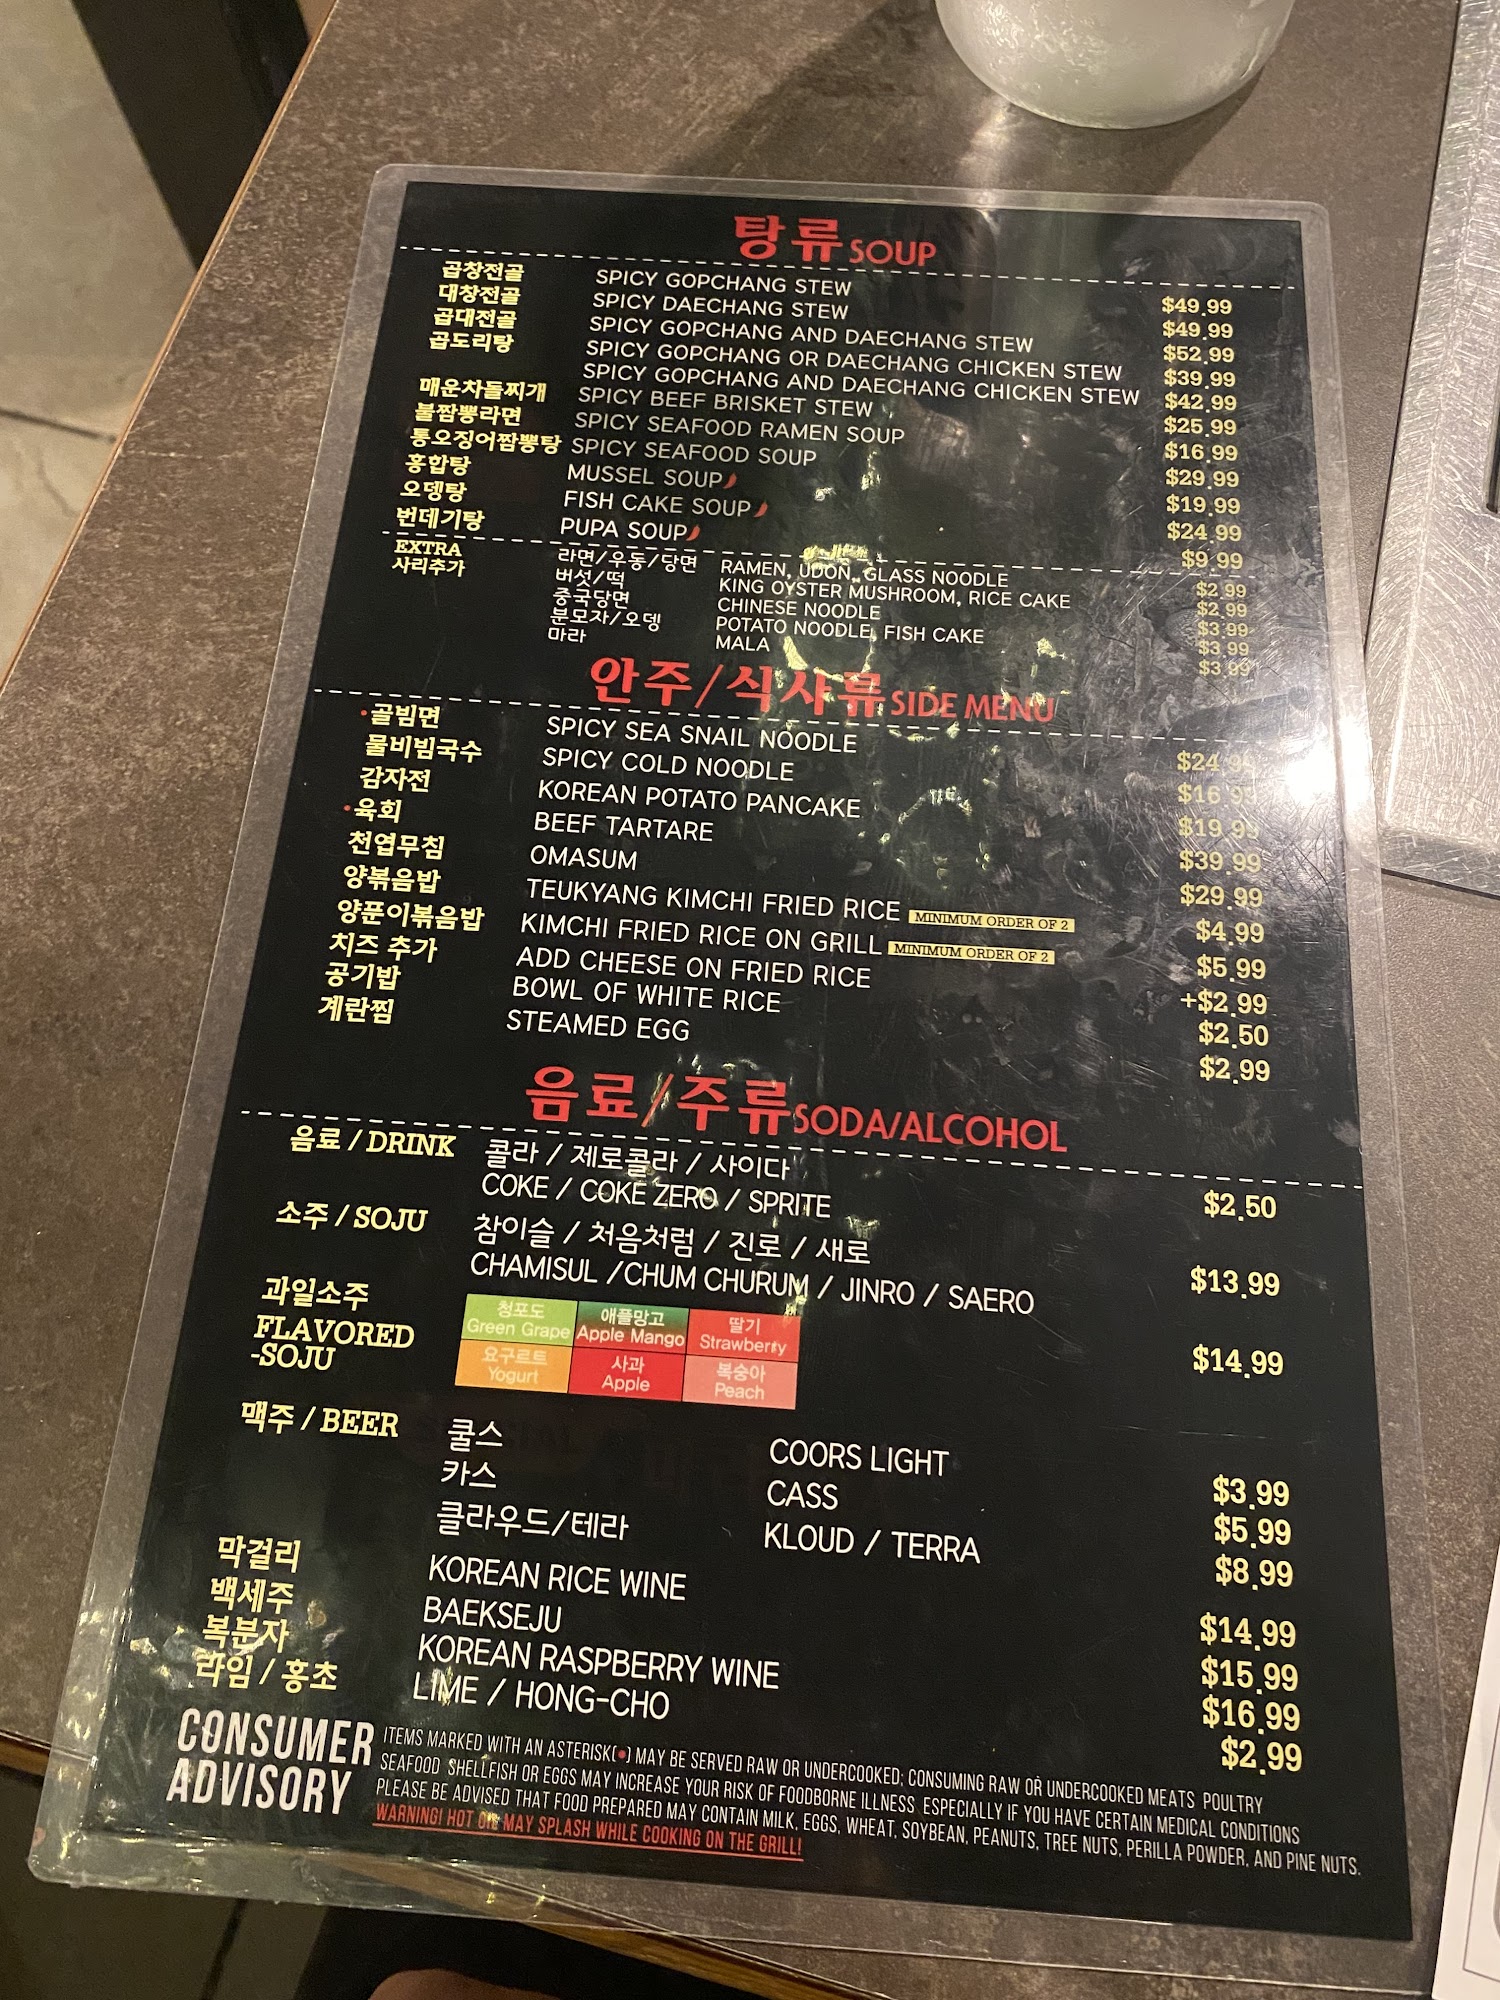 탕류 SOUP
곱창전골 SPICY GOPCHANG STEW $49.99
대창전골 SPICY DAECHANG STEW $49.99
곱대전골 SPICY GOPCHANG AND DAECHANG STEW $52.99
곱도리탕 SPICY GOPCHANG OR DAECHANG CHICKEN STEW $39.99
SPICY GOPCHANG AND DAECHANG CHICKEN STEW $42.99
매운차돌찌개 SPICY BEEF BRISKET STEW $25.99
불짬뽕라면 SPICY SEAFOOD RAMEN SOUP $16.99
통오징어짬뽕탕 SPICY SEAFOOD SOUP $29.99
홍합탕 MUSSEL SOUP $19.99
오뎅탕 FISH CAKE SOUP $24.99
번데기탕 PUPA SOUP $9.99
EXTRA 라면/우동/당면 RAMEN, UDON, GLASS NOODLE $2.99
사리추가 버섯/떡 KING OYSTER MUSHROOM, RICE CAKE $2.99
중국당면 CHINESE NOODLE $3.99
분모자/오뎅 POTATO NOODLE, FISH CAKE $3.99
마라 MALA $3.99
안주/식사류 SIDE MENU
•골빔면 SPICY SEA SNAIL NOODLE $24.99
물비빔국수 SPICY COLD NOODLE $16.99
감자전 KOREAN POTATO PANCAKE $19.99
•육회 BEEF TARTARE $39.99
천엽무침 OMASUM $29.99
양볶음밥 TEUKYANG KIMCHI FRIED RICE MINIMUM ORDER OF 2 $4.99
양푼이볶음밥 KIMCHI FRIED RICE ON GRILL MINIMUM ORDER OF 2 $5.99
치즈 추가 ADD CHEESE ON FRIED RICE +$2.99
공기밥 BOWL OF WHITE RICE $2.50
계란찜 STEAMED EGG $2.99
음료/주류 SODA/ALCOHOL
음료 / DRINK 콜라 / 제로콜라 / 사이다
COKE / COKE ZERO / SPRITE $2.50
소주 / SOJU 참이슬 / 처음처럼 / 진로 / 새로
CHAMISUL /CHUM CHURUM / JINRO / SAERO $13.99
과일소주
FLAVORED
-SOJU
청포도 애플망고 딸기
Green Grape Apple Mango Strawberry
요구르트 사과 복숭아
Yogurt Apple Peach
$14.99
맥주 / BEER 쿨스 COORS LIGHT $3.99
카스 CASS $5.99
클라우드/테라 KLOUD / TERRA $8.99
막걸리 KOREAN RICE WINE $14.99
백세주 BAEKSEJU $15.99
복분자 KOREAN RASPBERRY WINE $16.99
라임 / 홍초 LIME / HONG-CHO $2.99
CONSUMER
ADVISORY
ITEMS MARKED WITH AN ASTERISK(•) MAY BE SERVED RAW OR UNDERCOOKED; CONSUMING RAW OR UNDERCOOKED MEATS POULTRY
SEAFOOD SHELLFISH OR EGGS MAY INCREASE YOUR RISK OF FOODBORNE ILLNESS ESPECIALLY IF YOU HAVE CERTAIN MEDICAL CONDITIONS
PLEASE BE ADVISED THAT FOOD PREPARED MAY CONTAIN MILK, EGGS, WHEAT, SOYBEAN, PEANUTS, TREE NUTS, PERILLA POWDER, AND PINE NUTS.
WARNING! HOT OIL MAY SPLASH WHILE COOKING ON THE GRILL!